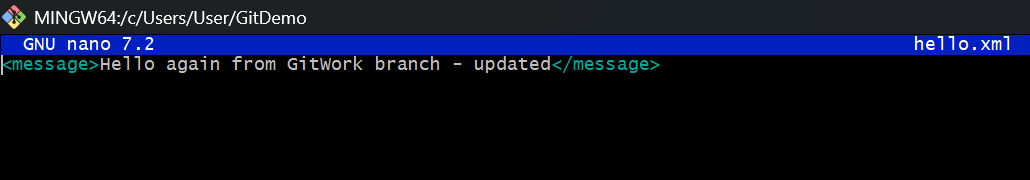 MINGW64:/c/Users/User/GitDemo
GNU nano 7.2 hello.xml
<message>Hello again from GitWork branch - updated</message>